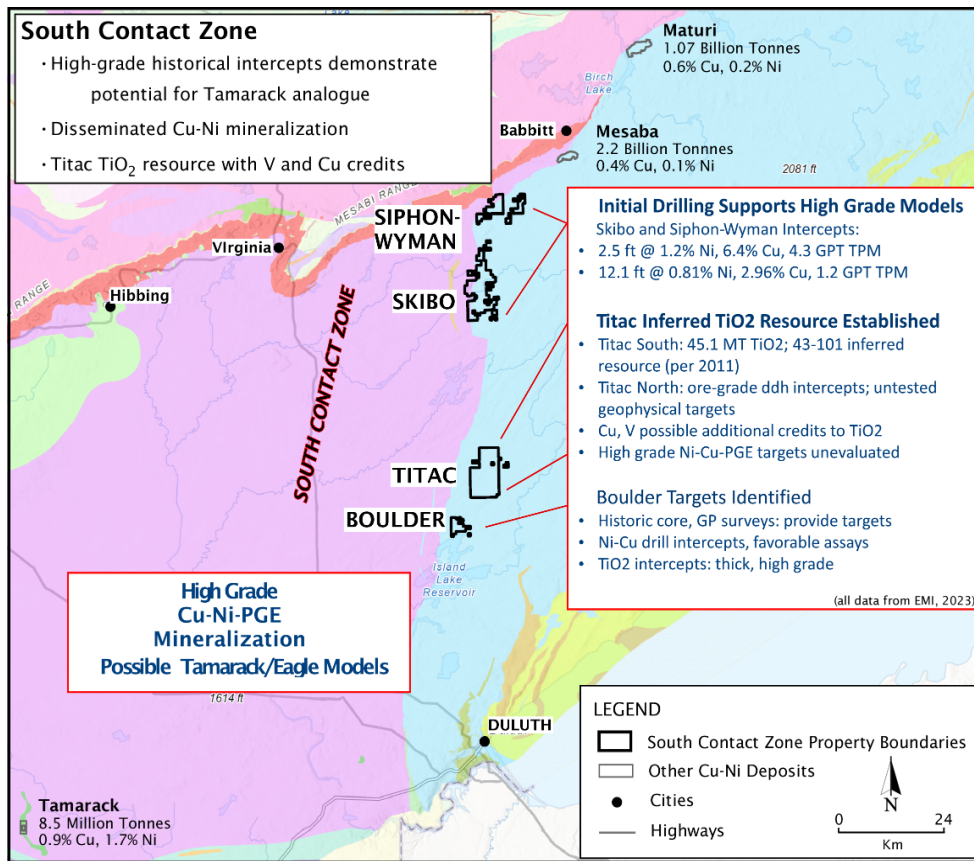 South Contact Zone
· High-grade historical intercepts demonstrate
potential for Tamarack analogue
· Disseminated Cu-Ni mineralization
· Titac TiO2 resource with V and Cu credits
Maturi
1.07 Billion Tonnes
0.6% Cu, 0.2% Ni
Birch
Lake
Babbitt
Mesaba
2.2 Billion Tonnnes
0.4% Cu, 0.1% Ni
2081 ft
MESABI RANGE
SIPHON-
WYMAN
VIrginia
SKIBO
Hibbing
RANGE
SOUTH CONTACT ZONE
Initial Drilling Supports High Grade Models
Skibo and Siphon-Wyman Intercepts:
• 2.5 ft @ 1.2% Ni, 6.4% Cu, 4.3 GPT TPM
• 12.1 ft @ 0.81% Ni, 2.96% Cu, 1.2 GPT TPM
Titac Inferred TiO2 Resource Established
• Titac South: 45.1 MT TiO2; 43-101 inferred
resource (per 2011)
• Titac North: ore-grade ddh intercepts; untested
geophysical targets
• Cu, V possible additional credits to TiO2
• High grade Ni-Cu-PGE targets unevaluated
Boulder Targets Identified
• Historic core, GP surveys: provide targets
• Ni-Cu drill intercepts, favorable assays
• TiO2 intercepts: thick, high grade
(all data from EMI, 2023)
TITAC
BOULDER
Island
Lake
Reservoir
High Grade
Cu-Ni-PGE
Mineralization
Possible Tamarack/Eagle Models
1614 ft
DULUTH
Tamarack
8.5 Million Tonnes
0.9% Cu, 1.7% Ni
LEGEND
South Contact Zone Property Boundaries
Other Cu-Ni Deposits
Cities
Highways
N
0 24
Km